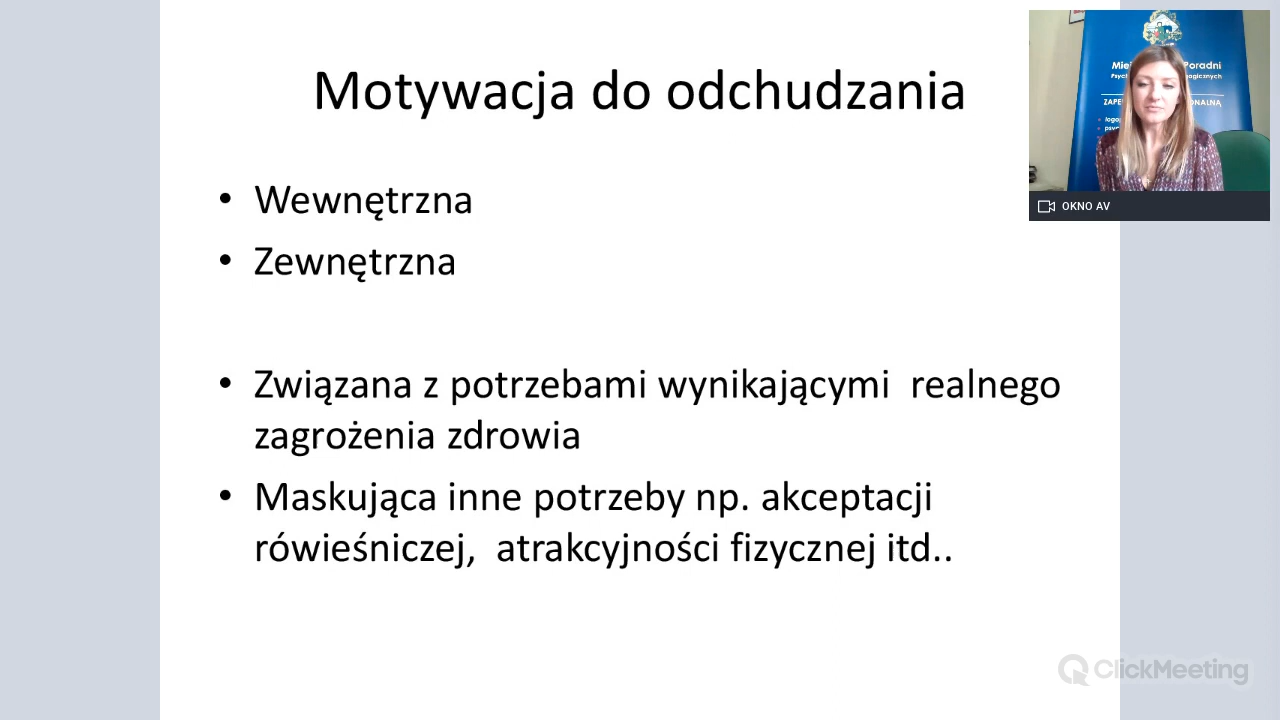 Motywacja do odchudzania
• Wewnętrzna
• Zewnętrzna
• Związana z potrzebami wynikającymi  realnego
zagrożenia zdrowia
• Maskująca inne potrzeby np. akceptacji
rówieśniczej,  atrakcyjności fizycznej itd..
Poradni
OKNO AV
ClickMeeting